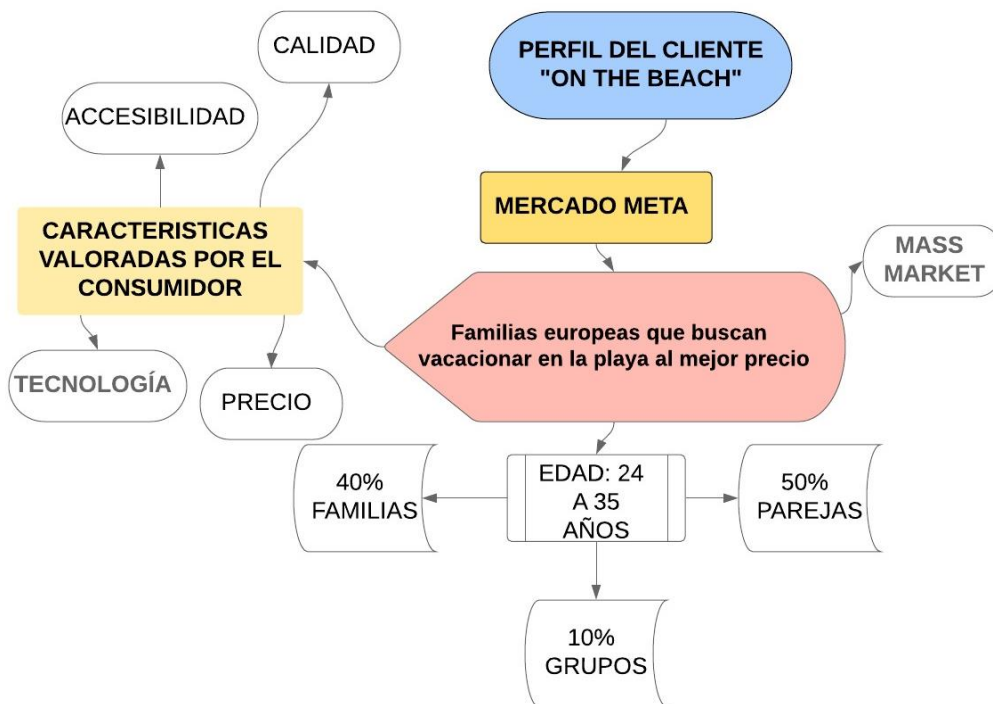 PERFIL DEL CLIENTE
"ON THE BEACH"
MERCADO META
Familias europeas que buscan
vacacionar en la playa al mejor precio
MASS
MARKET
CARACTERISTICAS
VALORADAS POR EL
CONSUMIDOR
CALIDAD
ACCESIBILIDAD
TECNOLOGÍA
PRECIO
EDAD: 24
A 35
AÑOS
40%
FAMILIAS
50%
PAREJAS
10%
GRUPOS